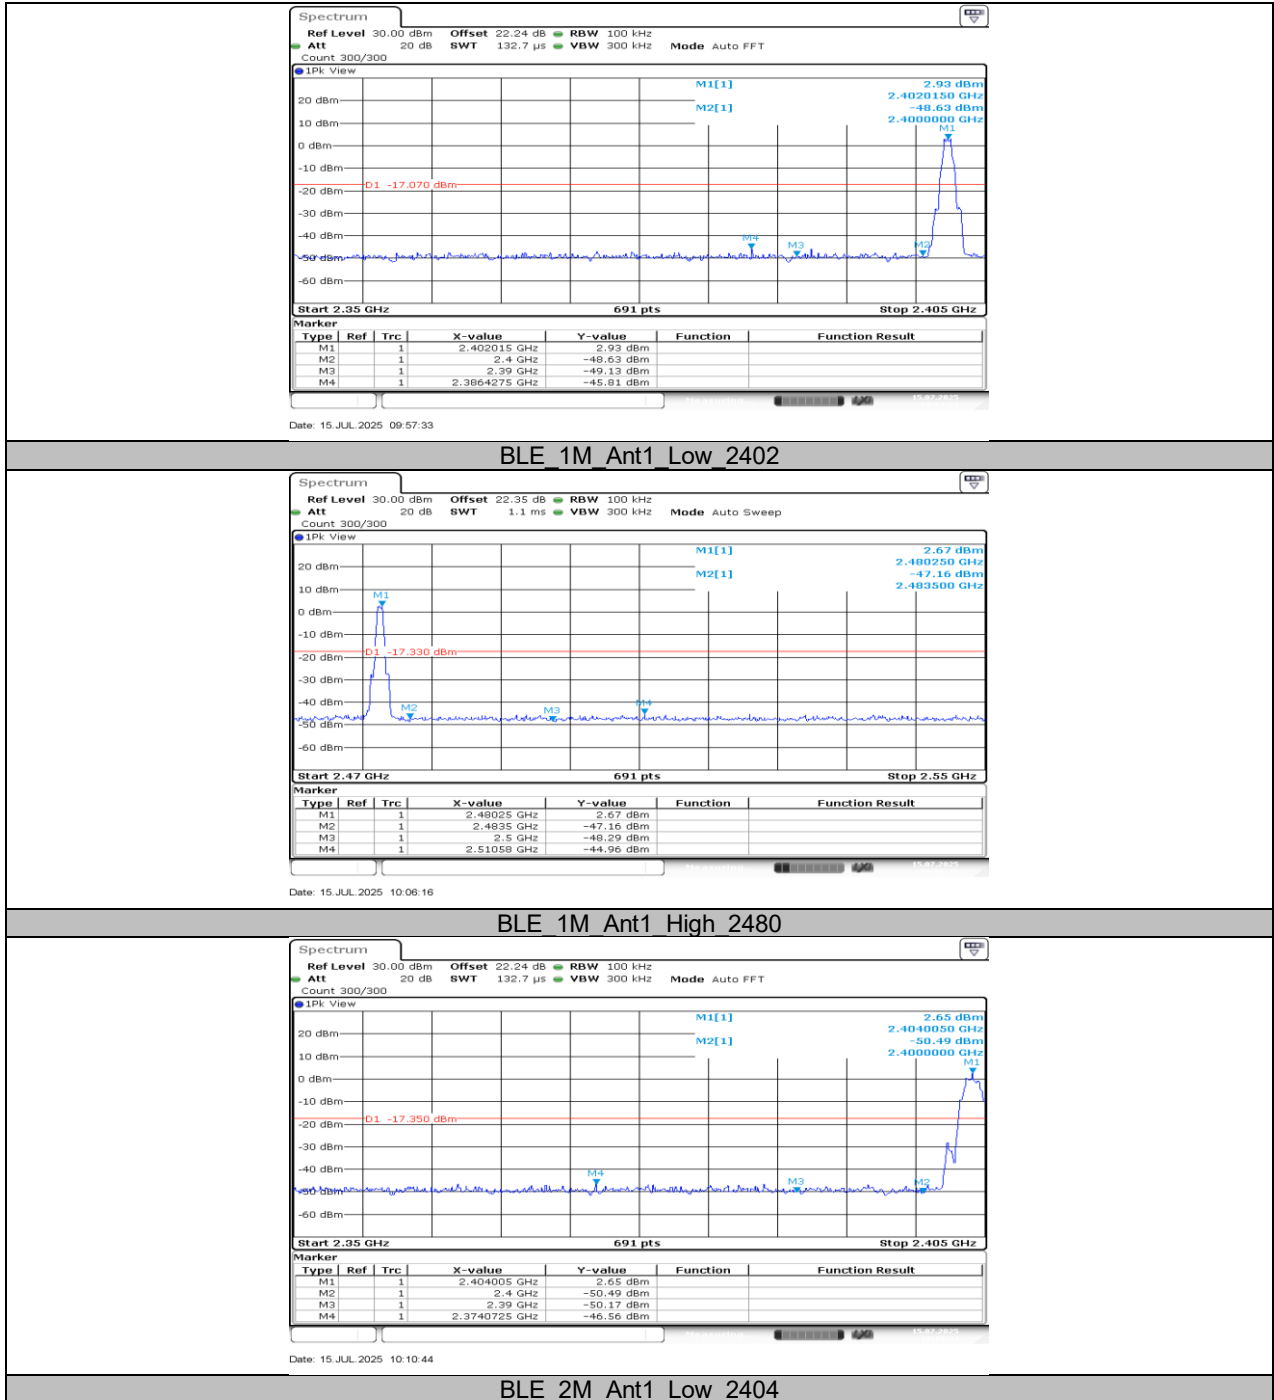 Spectrum
Ref Level 30.00 dBm Offset 22.24 dB RBW 100 kHz
Att 20 dB SWT 132.7 µs VBW 300 kHz Mode Auto FFT
Count 300/300
1Pk View
M1[1] 2.93 dBm
2.4020150 GHz
M2[1] -48.63 dBm
2.4000000 GHz
M1
20 dBm
10 dBm
0 dBm
-10 dBm
D1 -17.070 dBm
-20 dBm
-30 dBm
-40 dBm
M4 M3 M2
-50 dBm
-60 dBm
Start 2.35 GHz 691 pts Stop 2.405 GHz
Marker
Type Ref Trc X-value Y-value Function Function Result
M1 1 2.402015 GHz 2.93 dBm
M2 1 2.4 GHz -48.63 dBm
M3 1 2.39 GHz -49.13 dBm
M4 1 2.3864275 GHz -45.81 dBm
Date: 15.JUL.2025 09:57:33
BLE_1M_Ant1_Low_2402
Spectrum
Ref Level 30.00 dBm Offset 22.35 dB RBW 100 kHz
Att 20 dB SWT 1.1 ms VBW 300 kHz Mode Auto Sweep
Count 300/300
1Pk View
M1[1] 2.67 dBm
2.480250 GHz
M2[1] -47.16 dBm
2.483500 GHz
20 dBm
10 dBm
M1
0 dBm
-10 dBm
D1 -17.330 dBm
-20 dBm
-30 dBm
-40 dBm
M2 M3 M4
-50 dBm
-60 dBm
Start 2.47 GHz 691 pts Stop 2.55 GHz
Marker
Type Ref Trc X-value Y-value Function Function Result
M1 1 2.48025 GHz 2.67 dBm
M2 1 2.4835 GHz -47.16 dBm
M3 1 2.5 GHz -48.29 dBm
M4 1 2.51058 GHz -44.96 dBm
Date: 15.JUL.2025 10:06:16
BLE_1M_Ant1_High_2480
Spectrum
Ref Level 30.00 dBm Offset 22.24 dB RBW 100 kHz
Att 20 dB SWT 132.7 µs VBW 300 kHz Mode Auto FFT
Count 300/300
1Pk View
M1[1] 2.65 dBm
2.4040050 GHz
M2[1] -50.49 dBm
2.4000000 GHz
M1
20 dBm
10 dBm
0 dBm
-10 dBm
D1 -17.350 dBm
-20 dBm
-30 dBm
-40 dBm
M4 M3 M2
-50 dBm
-60 dBm
Start 2.35 GHz 691 pts Stop 2.405 GHz
Marker
Type Ref Trc X-value Y-value Function Function Result
M1 1 2.404005 GHz 2.65 dBm
M2 1 2.4 GHz -50.49 dBm
M3 1 2.39 GHz -50.17 dBm
M4 1 2.3740725 GHz -46.56 dBm
Date: 15.JUL.2025 10:10:44
BLE_2M_Ant1_Low_2404